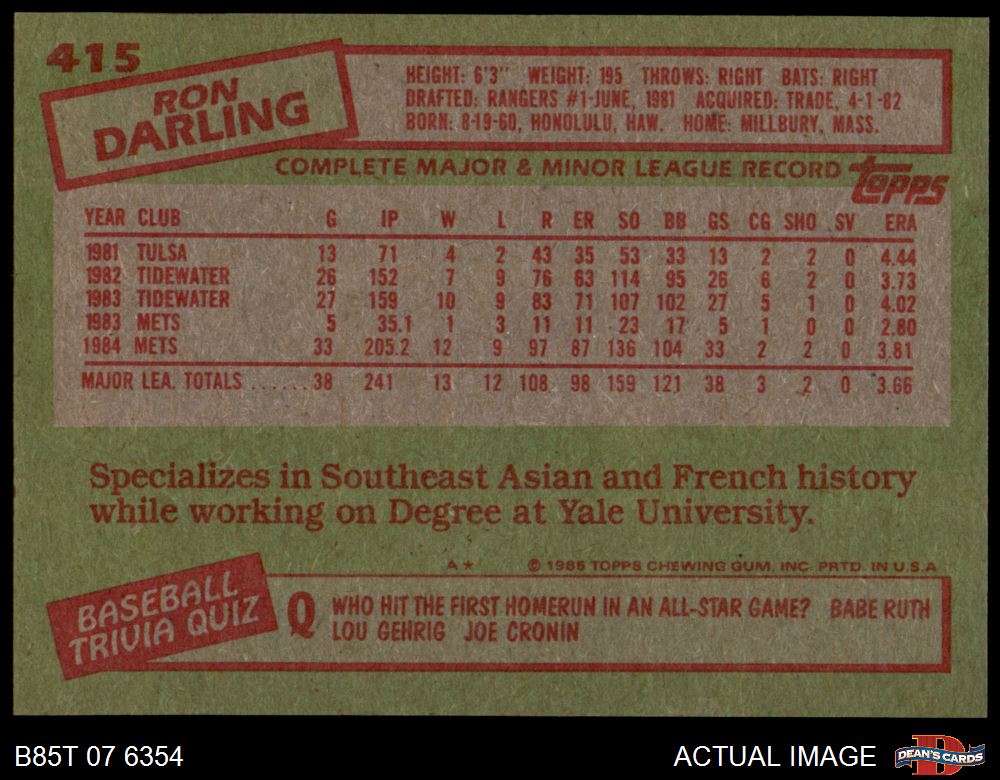 415
RON
DARLING
HEIGHT: 6'3" WEIGHT: 195 THROWS: RIGHT BATS: RIGHT
DRAFTED: RANGERS #1-JUNE, 1981 ACQUIRED: TRADE, 4-1-82
BORN: 8-19-60, HONOLULU, HAW. HOME: MILLBURY, MASS.
COMPLETE MAJOR & MINOR LEAGUE RECORD topps
YEAR CLUB G IP W L R ER SO BB GS CG SHO SV ERA
1981 TULSA 13 71 4 2 43 35 53 33 13 2 2 0 4.44
1982 TIDEWATER 26 152 7 9 76 63 114 95 26 6 2 0 3.73
1983 TIDEWATER 27 159 10 9 83 71 107 102 27 5 1 0 4.02
1983 METS 5 35.1 1 3 11 11 23 17 5 1 0 0 2.80
1984 METS 33 205.2 12 9 97 87 136 104 33 2 2 0 3.81
MAJOR LEA. TOTALS ...... 38 241 13 12 108 98 159 121 38 3 2 0 3.66
Specializes in Southeast Asian and French history
while working on Degree at Yale University.
A★ © 1985 TOPPS CHEWING GUM, INC. PRTD. IN U.S.A
BASEBALL
TRIVIA QUIZ
Q WHO HIT THE FIRST HOMERUN IN AN ALL-STAR GAME? BABE RUTH
LOU GEHRIG JOE CRONIN
B85T 07 6354
ACTUAL IMAGE
DEAN'S CARDS